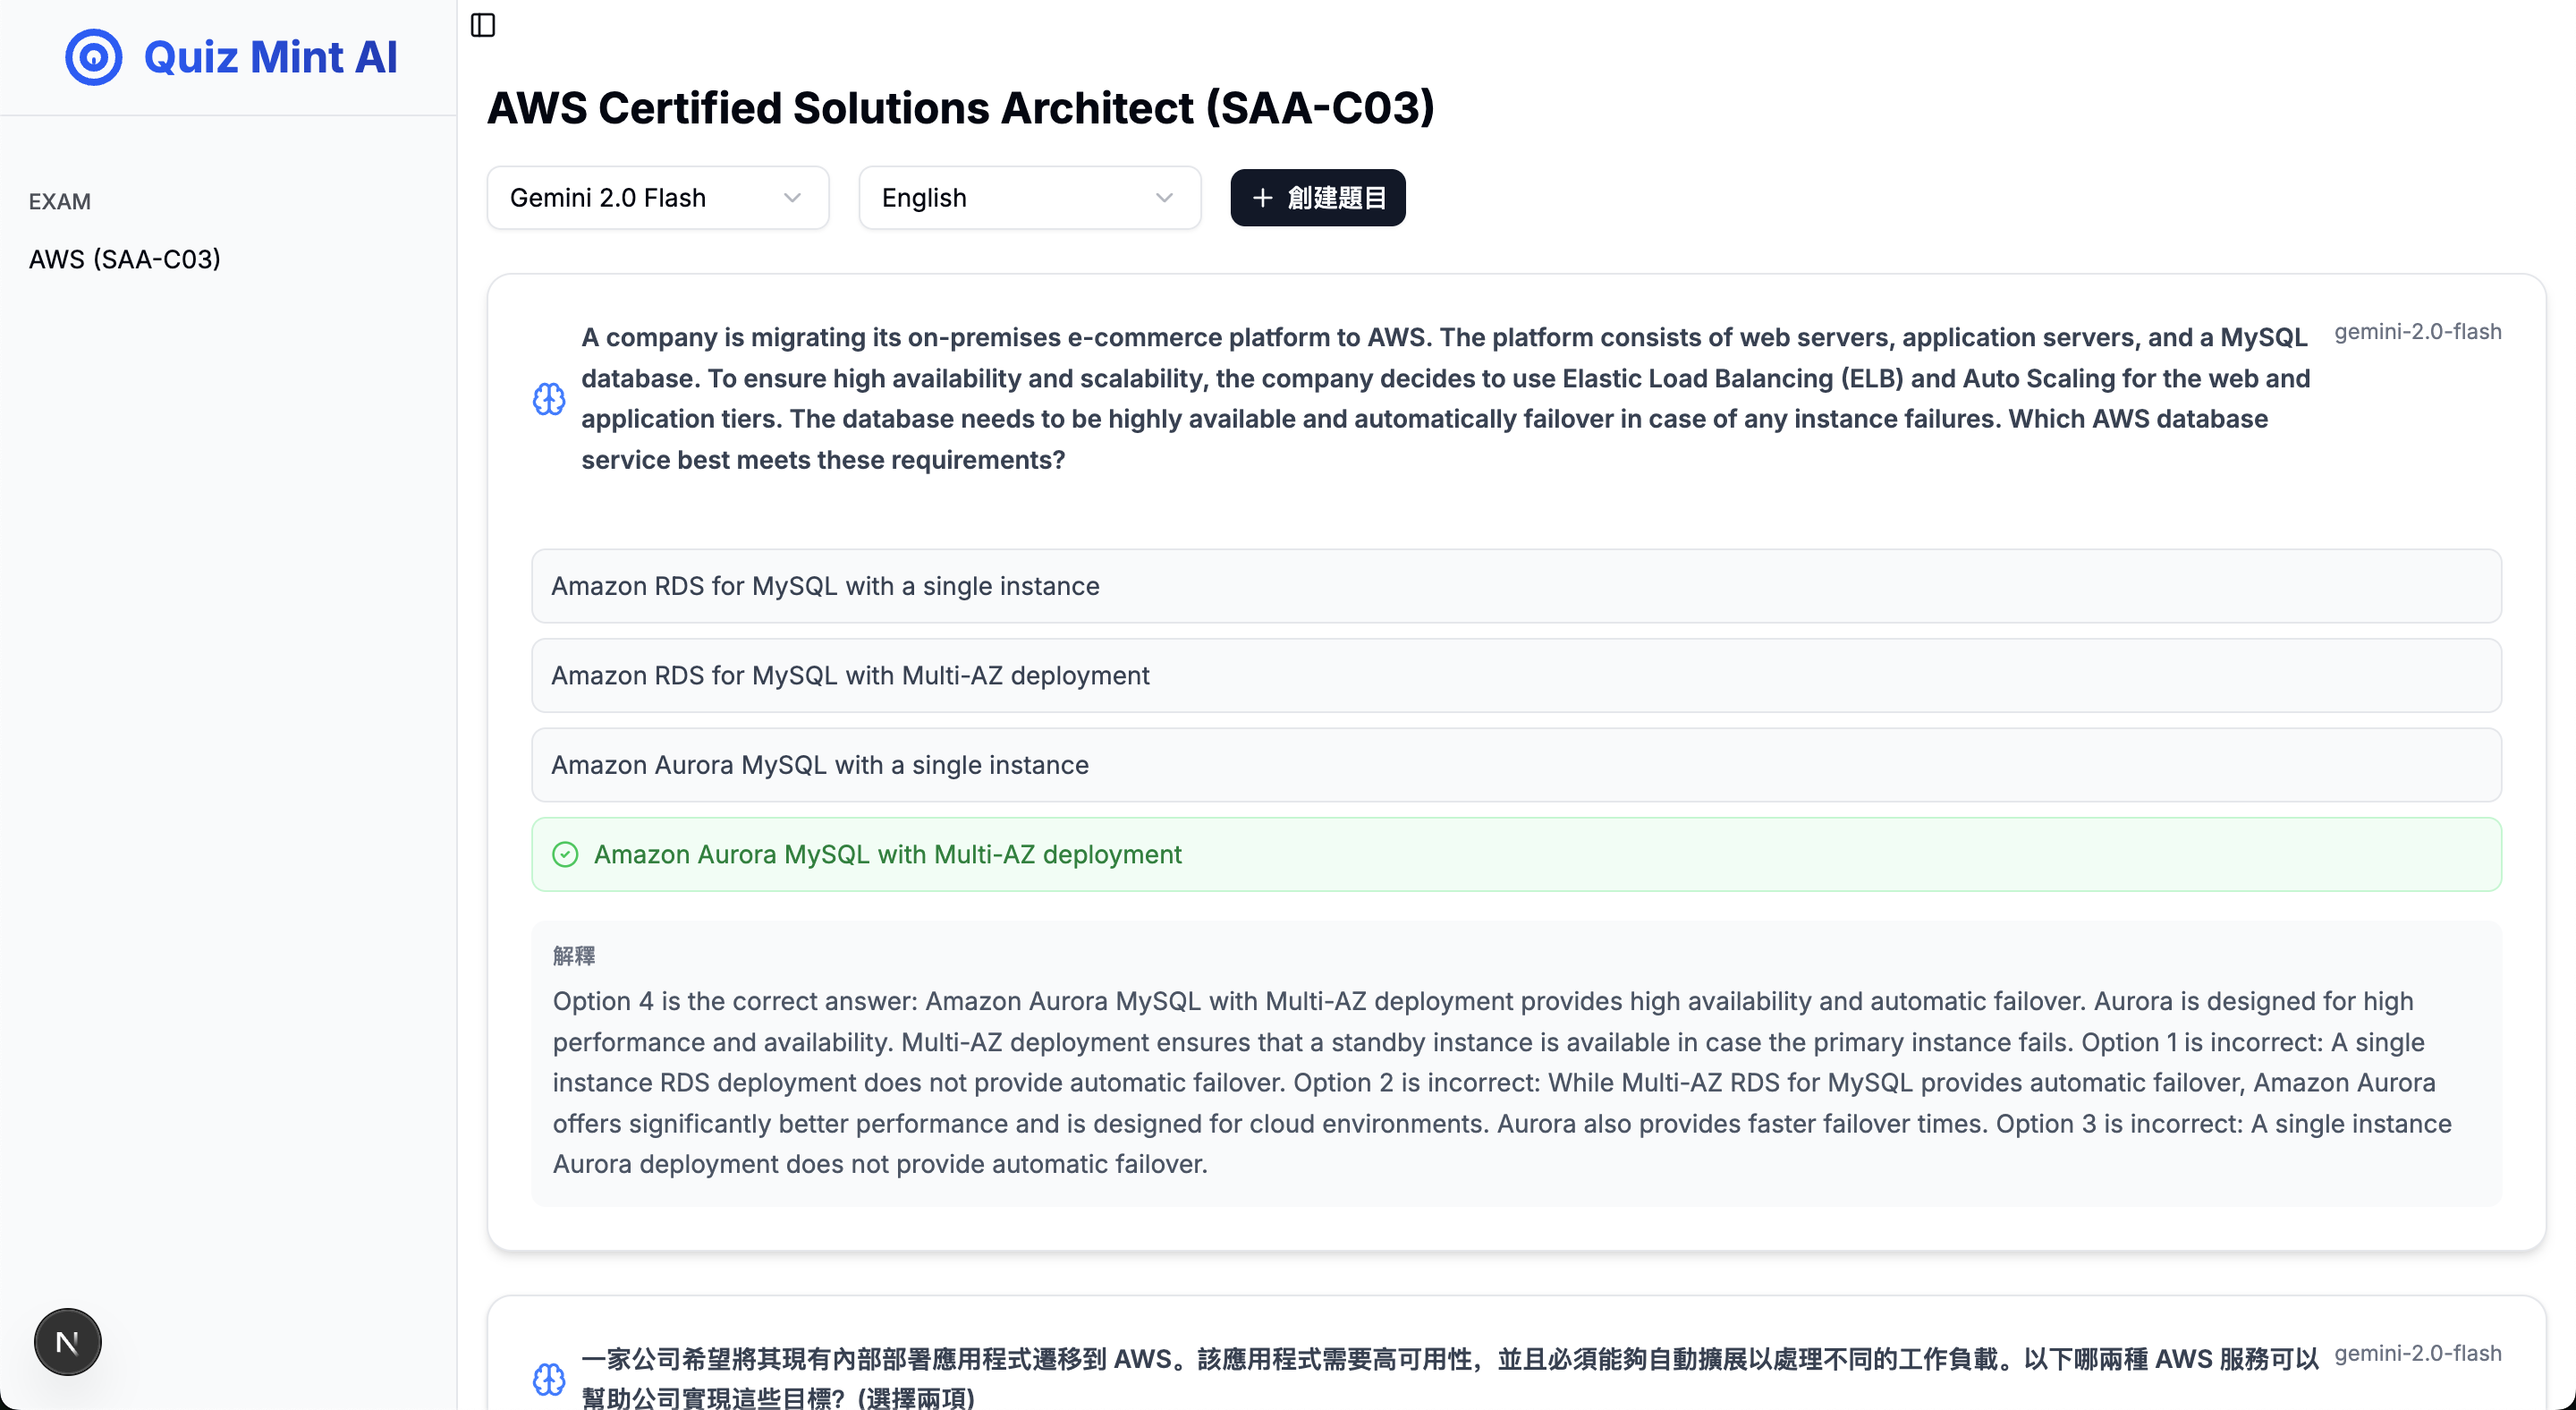 Quiz Mint AI
EXAM
AWS (SAA-C03)
AWS Certified Solutions Architect (SAA-C03)
Gemini 2.0 Flash
English
+ 創建題目
A company is migrating its on-premises e-commerce platform to AWS. The platform consists of web servers, application servers, and a MySQL
database. To ensure high availability and scalability, the company decides to use Elastic Load Balancing (ELB) and Auto Scaling for the web and
application tiers. The database needs to be highly available and automatically failover in case of any instance failures. Which AWS database
service best meets these requirements?
gemini-2.0-flash
Amazon RDS for MySQL with a single instance
Amazon RDS for MySQL with Multi-AZ deployment
Amazon Aurora MySQL with a single instance
Amazon Aurora MySQL with Multi-AZ deployment
解釋
Option 4 is the correct answer: Amazon Aurora MySQL with Multi-AZ deployment provides high availability and automatic failover. Aurora is designed for high
performance and availability. Multi-AZ deployment ensures that a standby instance is available in case the primary instance fails. Option 1 is incorrect: A single
instance RDS deployment does not provide automatic failover. Option 2 is incorrect: While Multi-AZ RDS for MySQL provides automatic failover, Amazon Aurora
offers significantly better performance and is designed for cloud environments. Aurora also provides faster failover times. Option 3 is incorrect: A single instance
Aurora deployment does not provide automatic failover.
一家公司希望將其現有內部部署應用程式遷移到 AWS。該應用程式需要高可用性，並且必須能夠自動擴展以處理不同的工作負載。以下哪兩種 AWS 服務可以
幫助公司實現這些目標？(選擇兩項)
gemini-2.0-flash
N